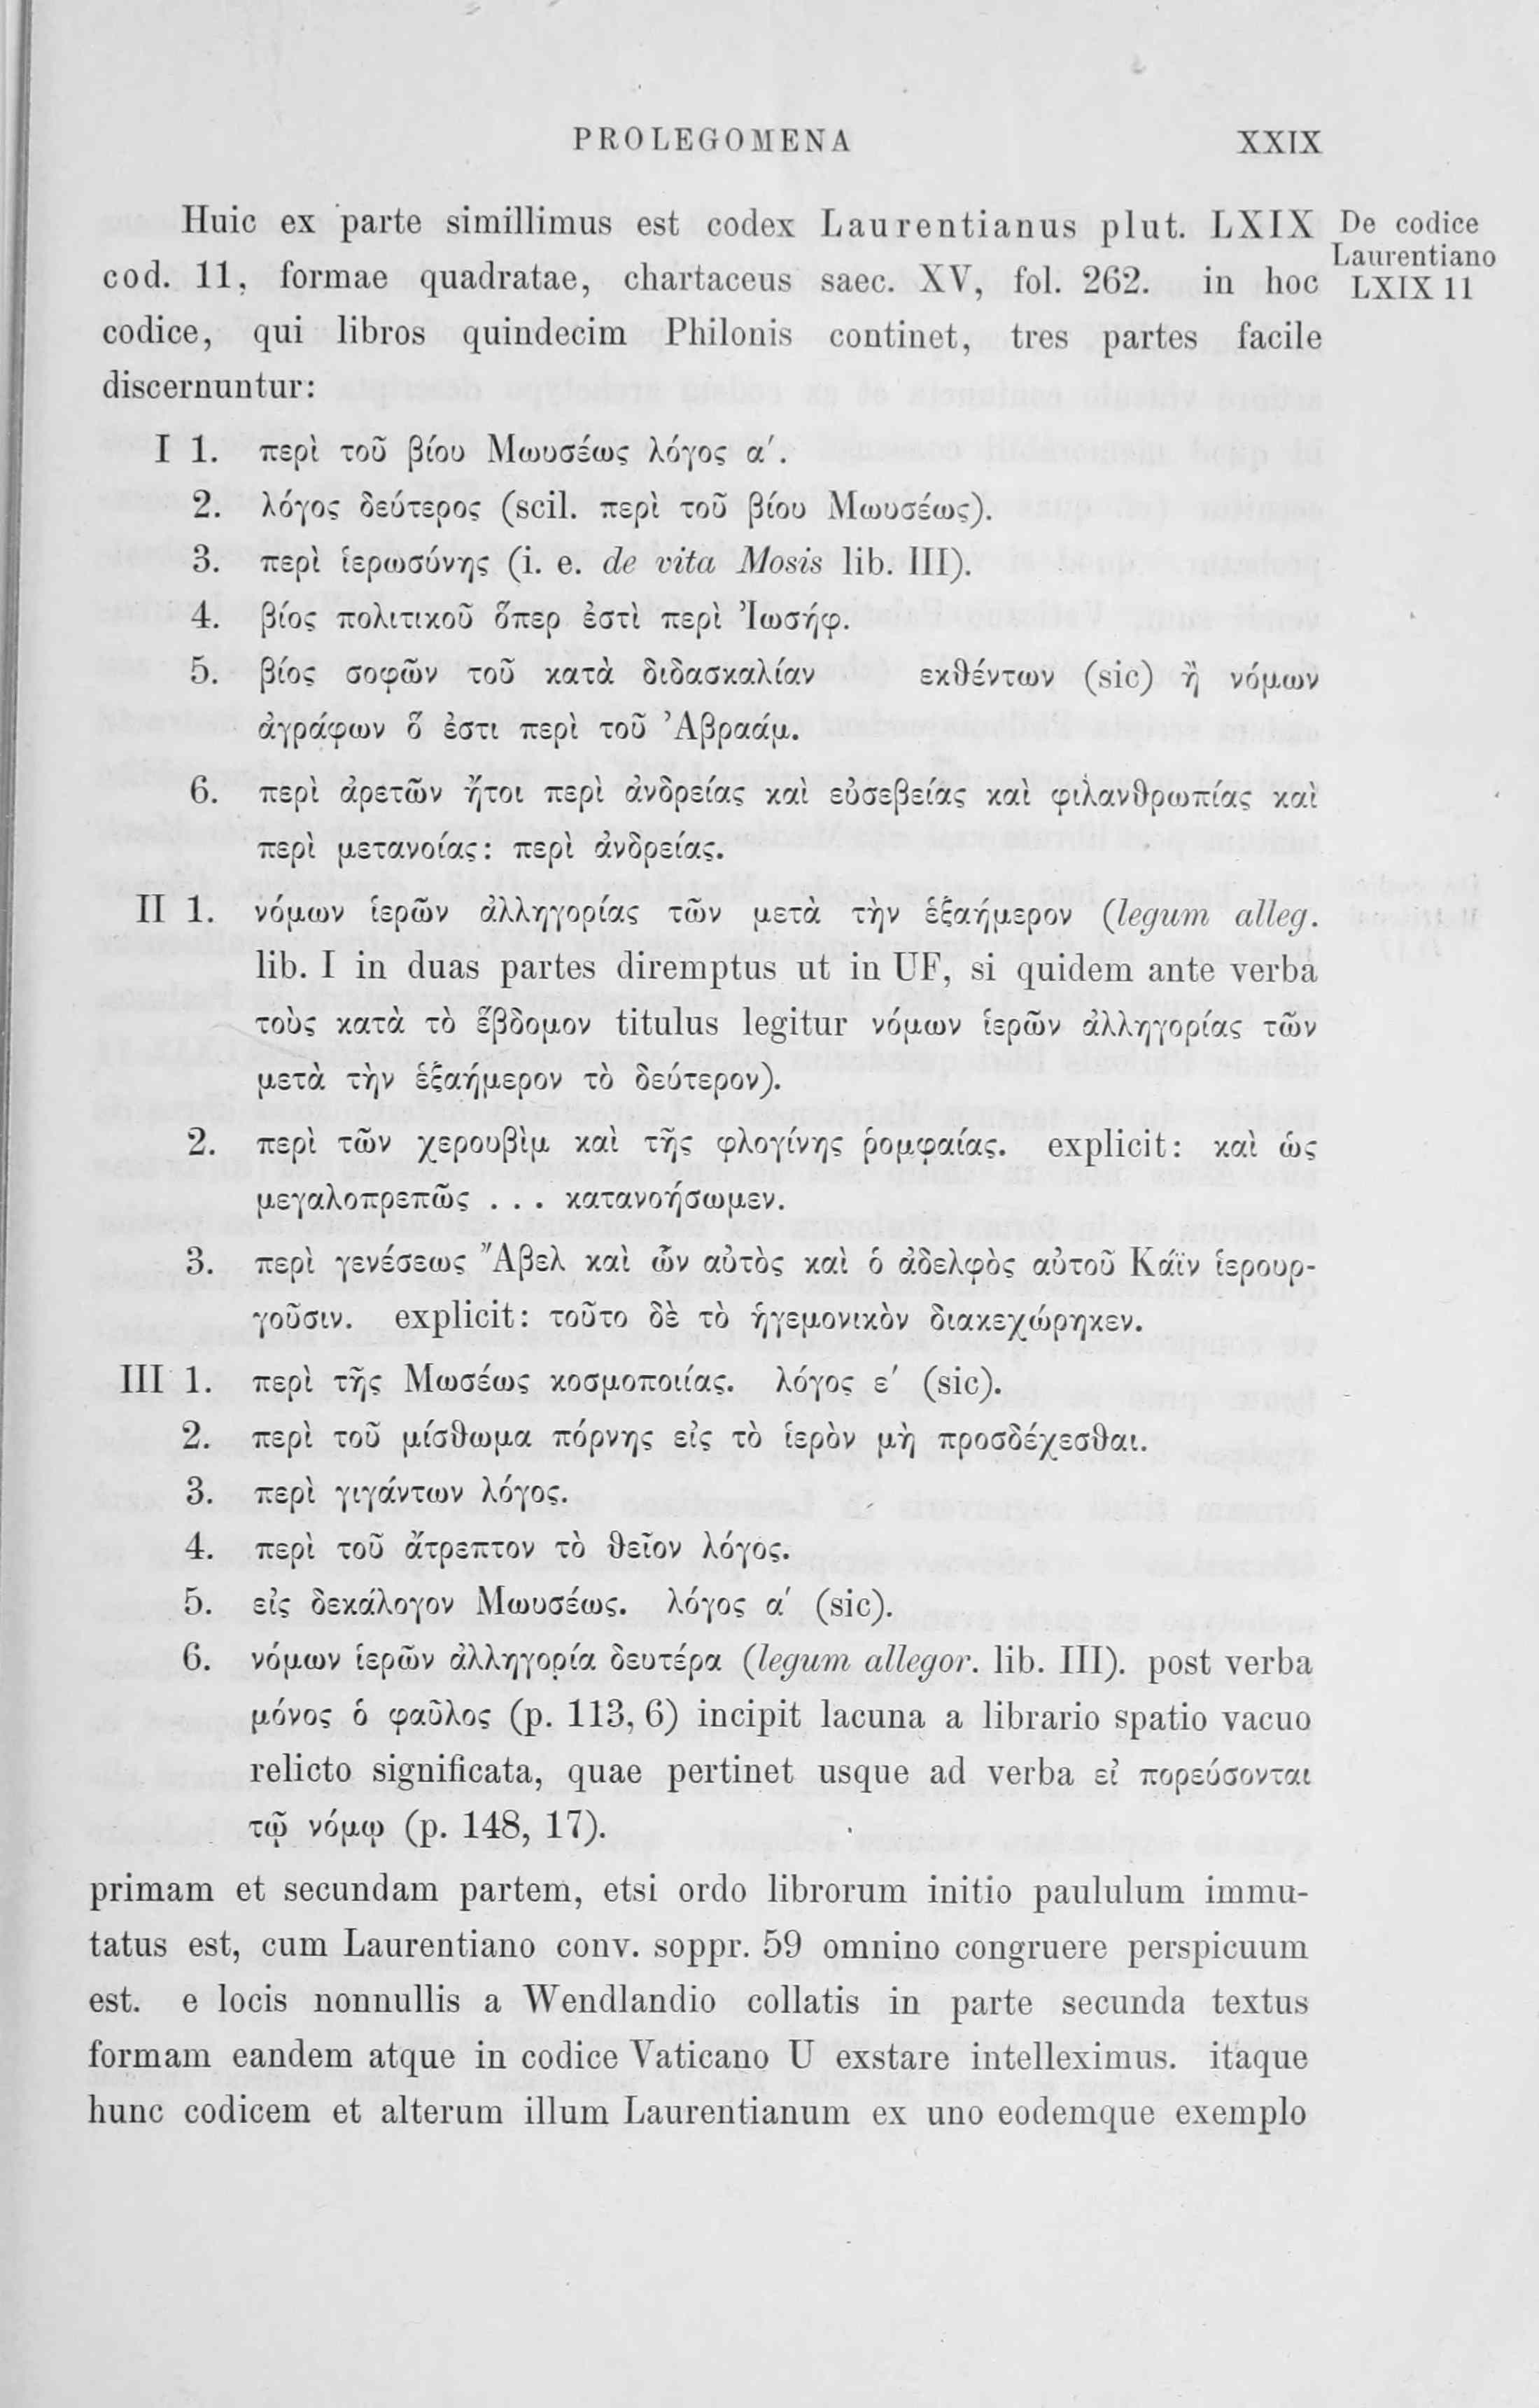 PROLEGOMENA XXIX
Huic ex parte simillimus est codex Laurentianus plut. LXIX
De codice
Laurentiano
LXIX 11
cod. 11, formae quadratae, chartaceus saec. XV, fol. 262. in hoc
codice, qui libros quindecim Philonis continet, tres partes facile
discernuntur:
I 1. περὶ τοῦ βίου Μωυσέως λόγος α′.
2. λόγος δεύτερος (scil. περὶ τοῦ βίου Μωυσέως).
3. περὶ ἱερωσύνης (i. e. de vita Mosis lib. III).
4. βίος πολιτικοῦ ὅπερ ἐστὶ περὶ Ἰωσήφ.
5. βίος σοφῶν τοῦ κατὰ διδασκαλίαν εκθέντων (sic) ἢ νόμων
ἀγράφων ὅ ἐστι περὶ τοῦ Ἀβραάμ.
6. περὶ ἀρετῶν ἤτοι περὶ ἀνδρείας καὶ εὐσεβείας καὶ φιλανθρωπίας καὶ
περὶ μετανοίας: περὶ ἀνδρείας.
II 1. νόμων ἱερῶν ἀλληγορίας τῶν μετὰ τὴν ἑξαήμερον (legum alleg.
lib. I in duas partes diremptus ut in UF, si quidem ante verba
τοὺς κατὰ τὸ ἕβδομον titulus legitur νόμων ἱερῶν ἀλληγορίας τῶν
μετὰ τὴν ἑξαήμερον τὸ δεύτερον).
2. περὶ τῶν χερουβὶμ καὶ τῆς φλογίνης ῥομφαίας. explicit: καὶ ὡς
μεγαλοπρεπῶς . . . κατανοήσωμεν.
3. περὶ γενέσεως Ἄβελ καὶ ὧν αὐτὸς καὶ ὁ ἀδελφὸς αὐτοῦ Κάϊν ἱερουρ-
γοῦσιν. explicit: τοῦτο δὲ τὸ ἡγεμονικὸν διακεχώρηκεν.
III 1. περὶ τῆς Μωσέως κοσμοποιίας. λόγος ε′ (sic).
2. περὶ τοῦ μίσθωμα πόρνης εἰς τὸ ἱερὸν μὴ προσδέχεσθαι.
3. περὶ γιγάντων λόγος.
4. περὶ τοῦ ἄτρεπτον τὸ θεῖον λόγος.
5. εἰς δεκάλογον Μωυσέως. λόγος α′ (sic).
6. νόμων ἱερῶν ἀλληγορία δευτέρα (legum allegor. lib. III). post verba
μόνος ὁ φαῦλος (p. 113, 6) incipit lacuna a librario spatio vacuo
relicto significata, quae pertinet usque ad verba εἰ πορεύσονται
τῷ νόμῳ (p. 148, 17).
primam et secundam partem, etsi ordo librorum initio paululum immu-
tatus est, cum Laurentiano conv. soppr. 59 omnino congruere perspicuum
est. e locis nonnullis a Wendlandio collatis in parte secunda textus
formam eandem atque in codice Vaticano U exstare intelleximus. itaque
hunc codicem et alterum illum Laurentianum ex uno eodemque exemplo